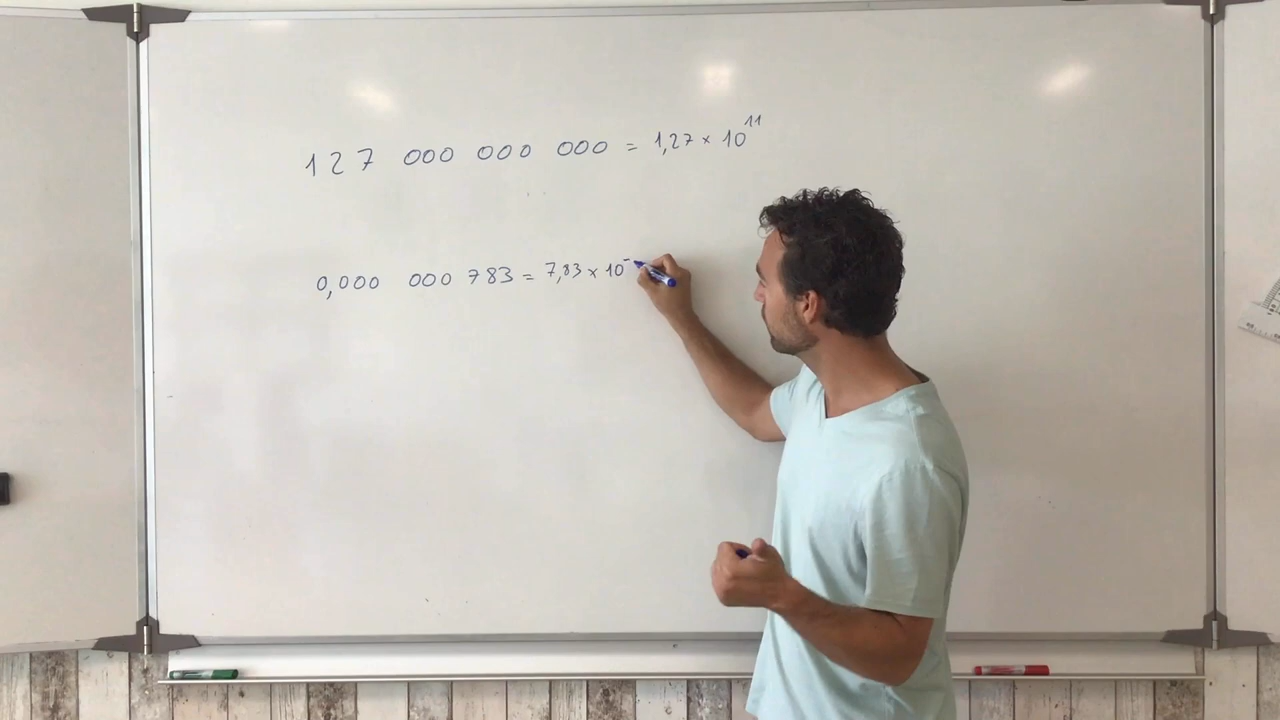 127 000 000 000 = 1,27 × 10¹¹
0,000 000 783 = 7,83 × 10⁻